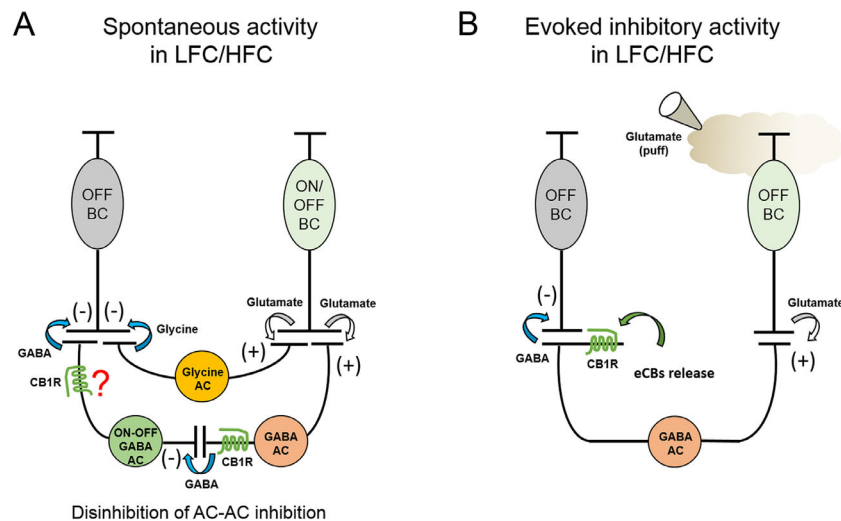 A
Spontaneous activity
in LFC/HFC
OFF
BC
ON/
OFF
BC
(-)
(-)
Glycine
GABA
CB1R
?
Glutamate
Glutamate
(+)
(+)
Glycine
AC
ON-OFF
GABA
AC
(-)
GABA
CB1R
GABA
AC
Disinhibition of AC-AC inhibition
B
Evoked inhibitory activity
in LFC/HFC
Glutamate
(puff)
OFF
BC
OFF
BC
(-)
GABA
CB1R
eCBs release
Glutamate
(+)
GABA
AC